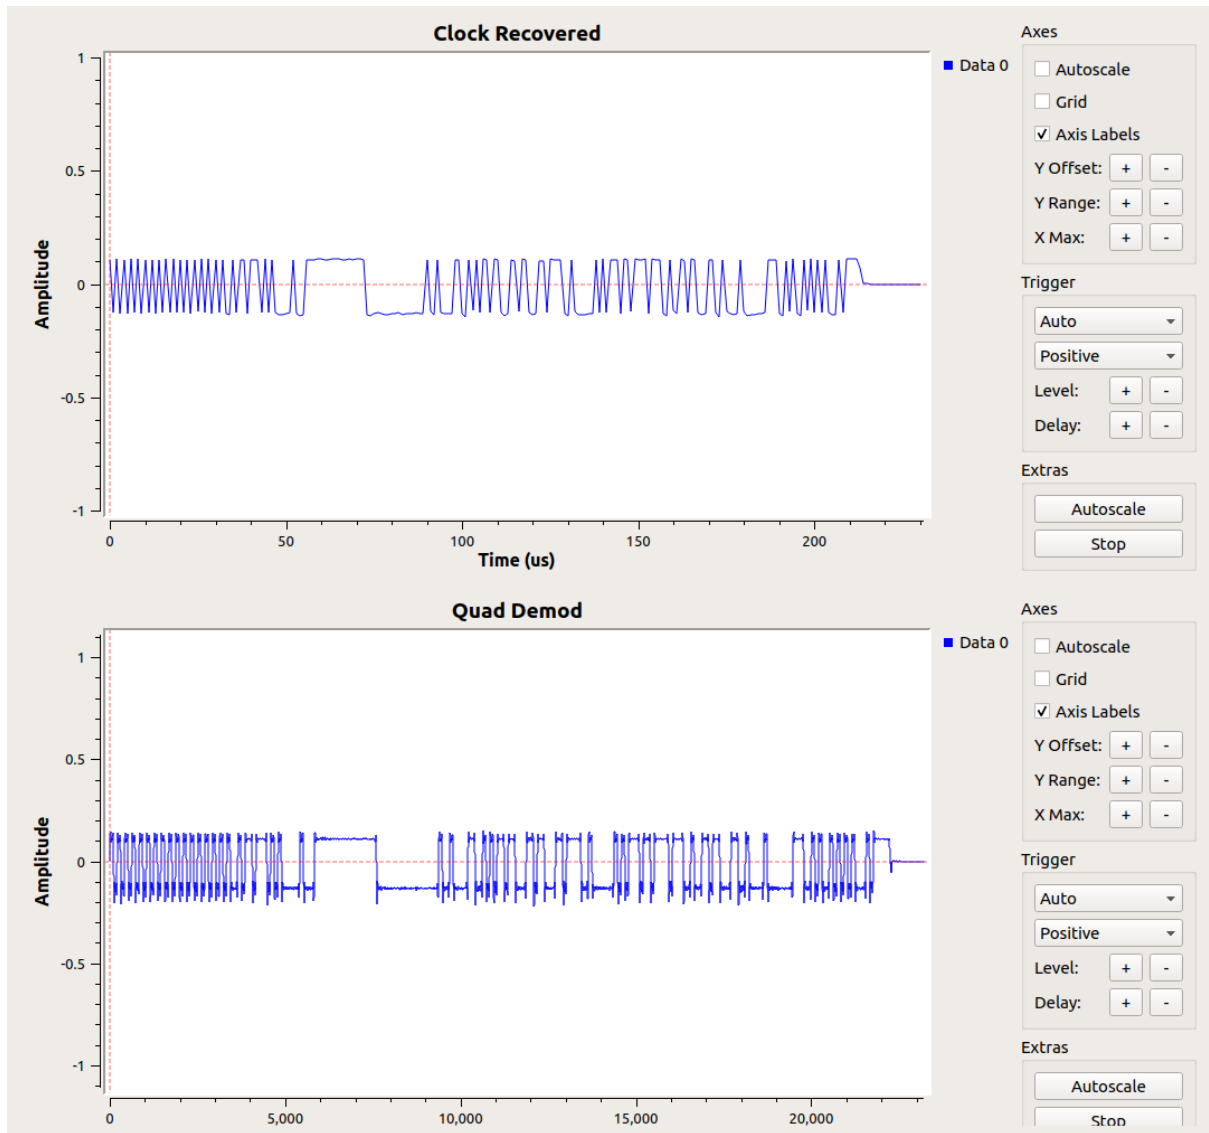 Clock Recovered
1
0.5
0
-0.5
-1
Amplitude
0 50 100 150 200
Time (us)
Data 0
Axes
Autoscale
Grid
Axis Labels
Y Offset: + -
Y Range: + -
X Max: + -
Trigger
Auto
Positive
Level: + -
Delay: + -
Extras
Autoscale
Stop
Quad Demod
1
0.5
0
-0.5
-1
Amplitude
0 5,000 10,000 15,000 20,000
Data 0
Axes
Autoscale
Grid
Axis Labels
Y Offset: + -
Y Range: + -
X Max: + -
Trigger
Auto
Positive
Level: + -
Delay: + -
Extras
Autoscale
Stop